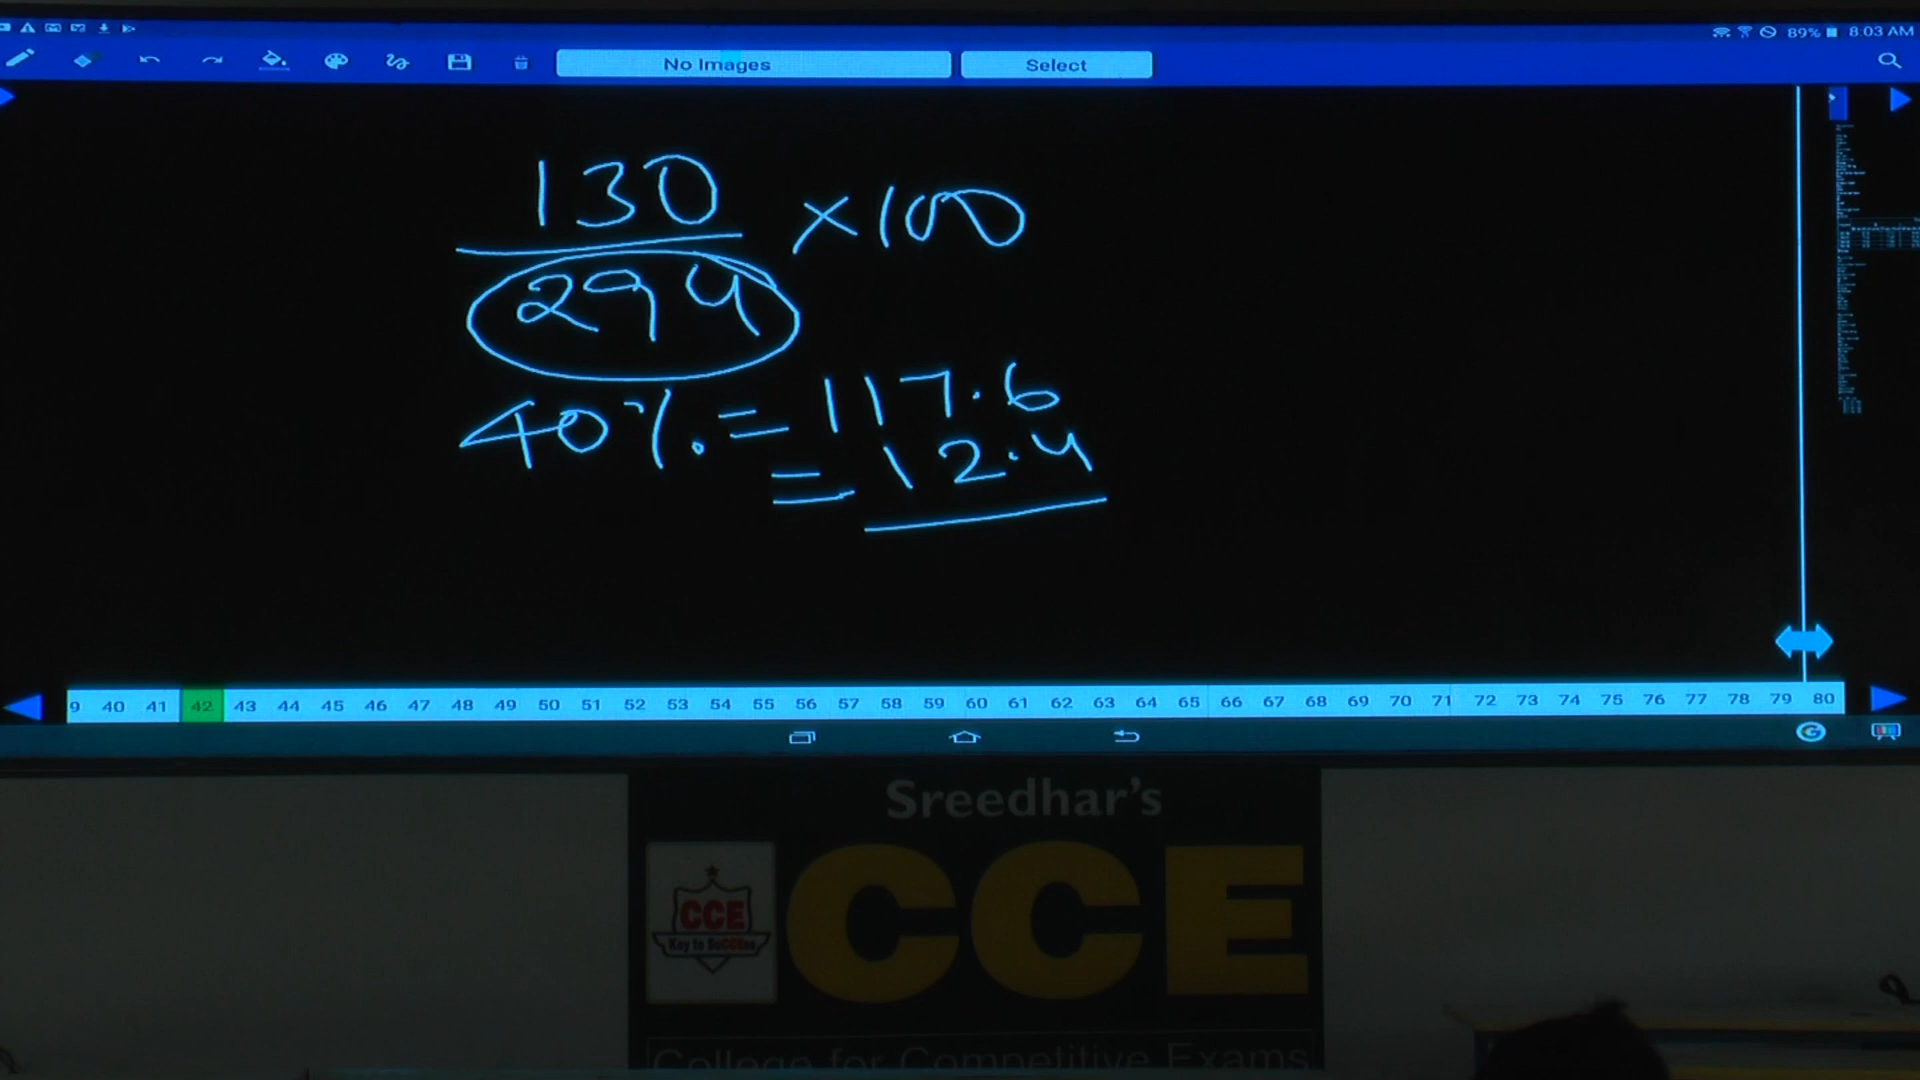 89% 8:03 AM
No Images Select
130
294
×100
40%. = 117.6
= 12.4
9 40 41 42 43 44 45 46 47 48 49 50 51 52 53 54 55 56 57 58 59 60 61 62 63 64 65 66 67 68 69 70 71 72 73 74 75 76 77 78 79 80
Sreedhar's
CCE
Key to SuCCEss
CCE
College for Competitive Exams